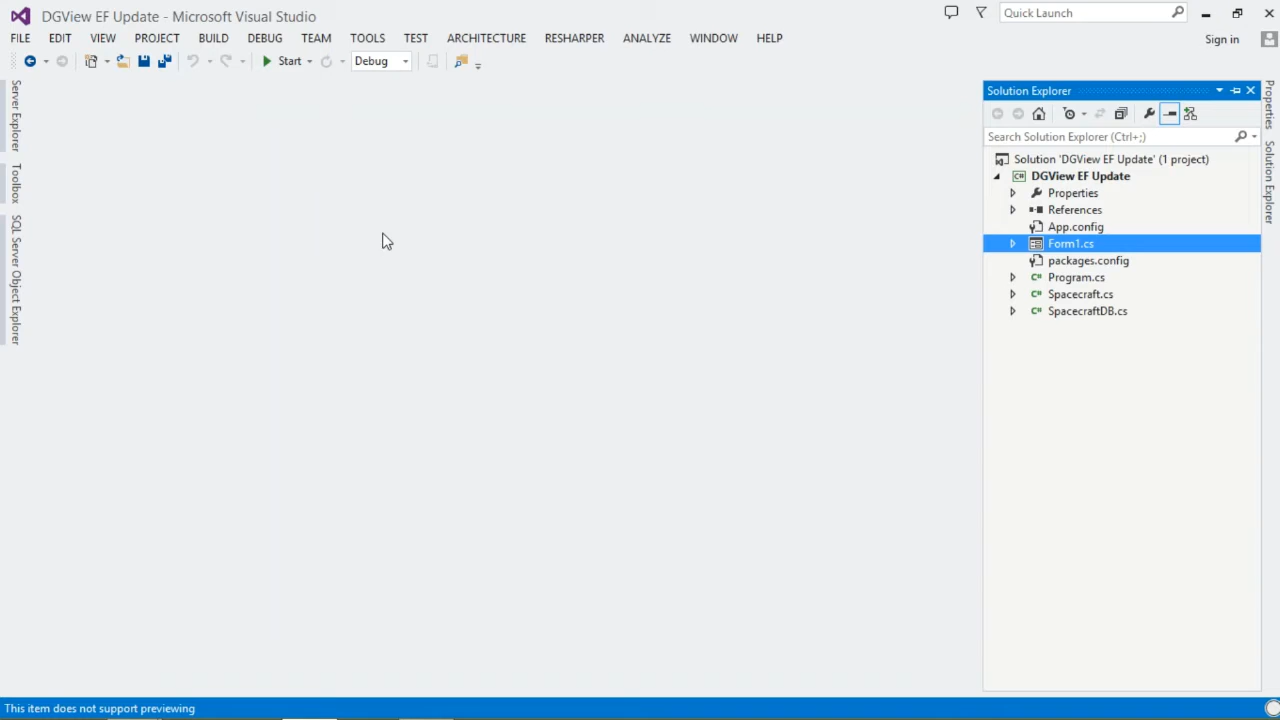 DGView EF Update - Microsoft Visual Studio
Quick Launch
FILE EDIT VIEW PROJECT BUILD DEBUG TEAM TOOLS TEST ARCHITECTURE RESHARPER ANALYZE WINDOW HELP
Sign in
Start
Debug
Server Explorer
Toolbox
SQL Server Object Explorer
Solution Explorer
Search Solution Explorer (Ctrl+;)
Solution 'DGView EF Update' (1 project)
C# DGView EF Update
Properties
References
App.config
Form1.cs
packages.config
C# Program.cs
C# Spacecraft.cs
C# SpacecraftDB.cs
Properties
Solution Explorer
This item does not support previewing